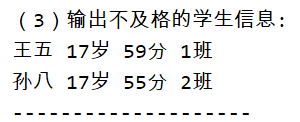 （3）输出不及格的学生信息：
王五 17岁 59分 1班
孙八 17岁 55分 2班
--------------------